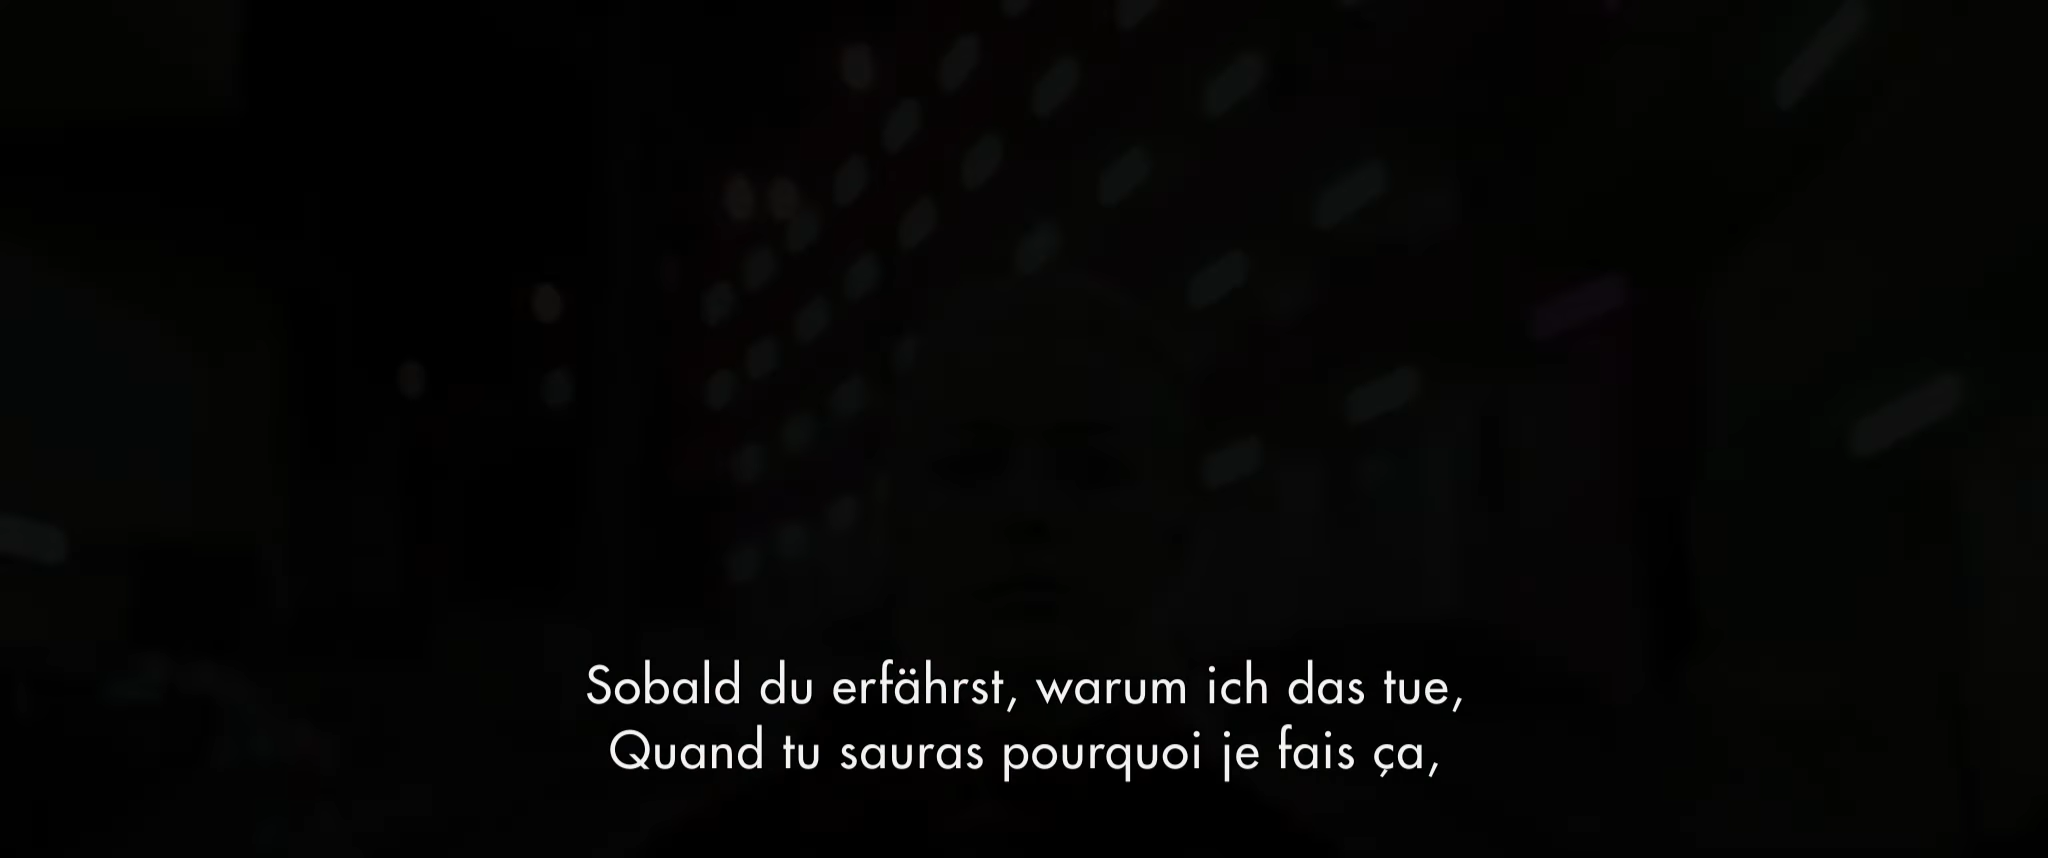 Sobald du erfährst, warum ich das tue,
Quand tu sauras pourquoi je fais ça,